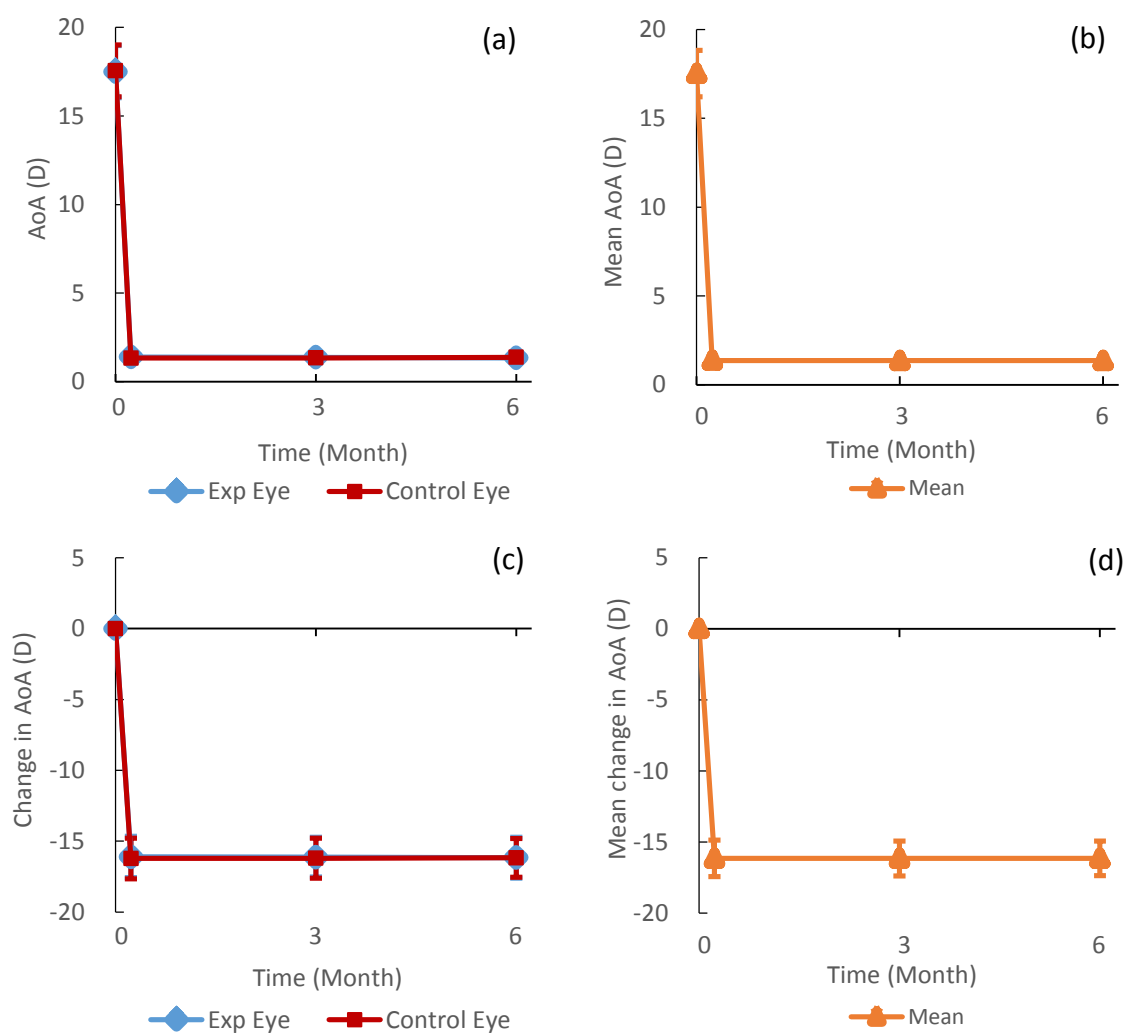 (a)
20
15
10
5
0
AoA (D)
0 3 6
Time (Month)
Exp Eye Control Eye
(b)
20
15
10
5
0
Mean AoA (D)
0 3 6
Time (Month)
Mean
(c)
5
0
-5
-10
-15
-20
Change in AoA (D)
0 3 6
Time (Month)
Exp Eye Control Eye
(d)
5
0
-5
-10
-15
-20
Mean change in AoA (D)
0 3 6
Time (Month)
Mean